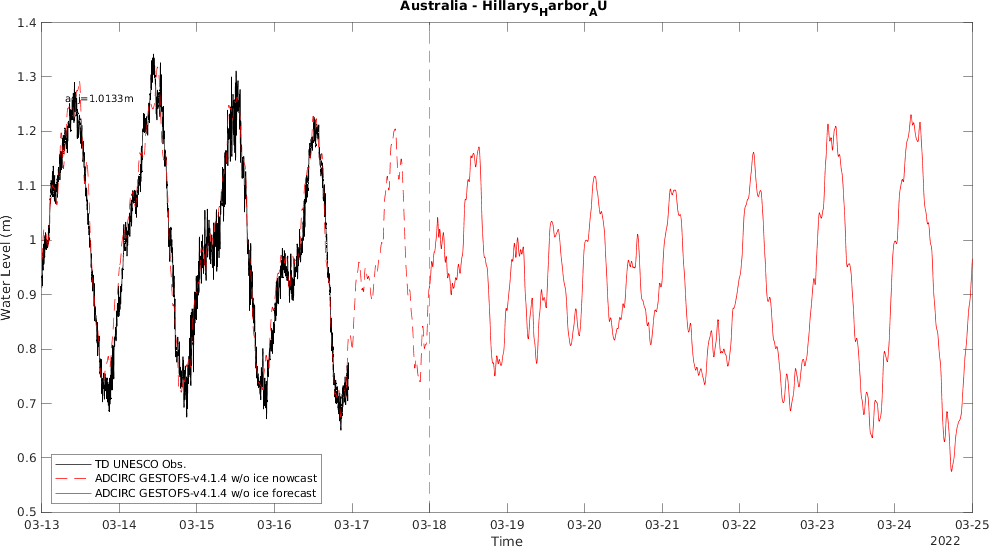 Australia - HillarysHarborAU
1.4
1.3
1.2
1.1
1
0.9
0.8
0.7
0.6
0.5
Water Level (m)
=1.0133m
TD UNESCO Obs.
ADCIRC GESTOFS-v4.1.4 w/o ice nowcast
ADCIRC GESTOFS-v4.1.4 w/o ice forecast
03-13 03-14 03-15 03-16 03-17 03-18 03-19 03-20 03-21 03-22 03-23 03-24 03-25
Time
2022